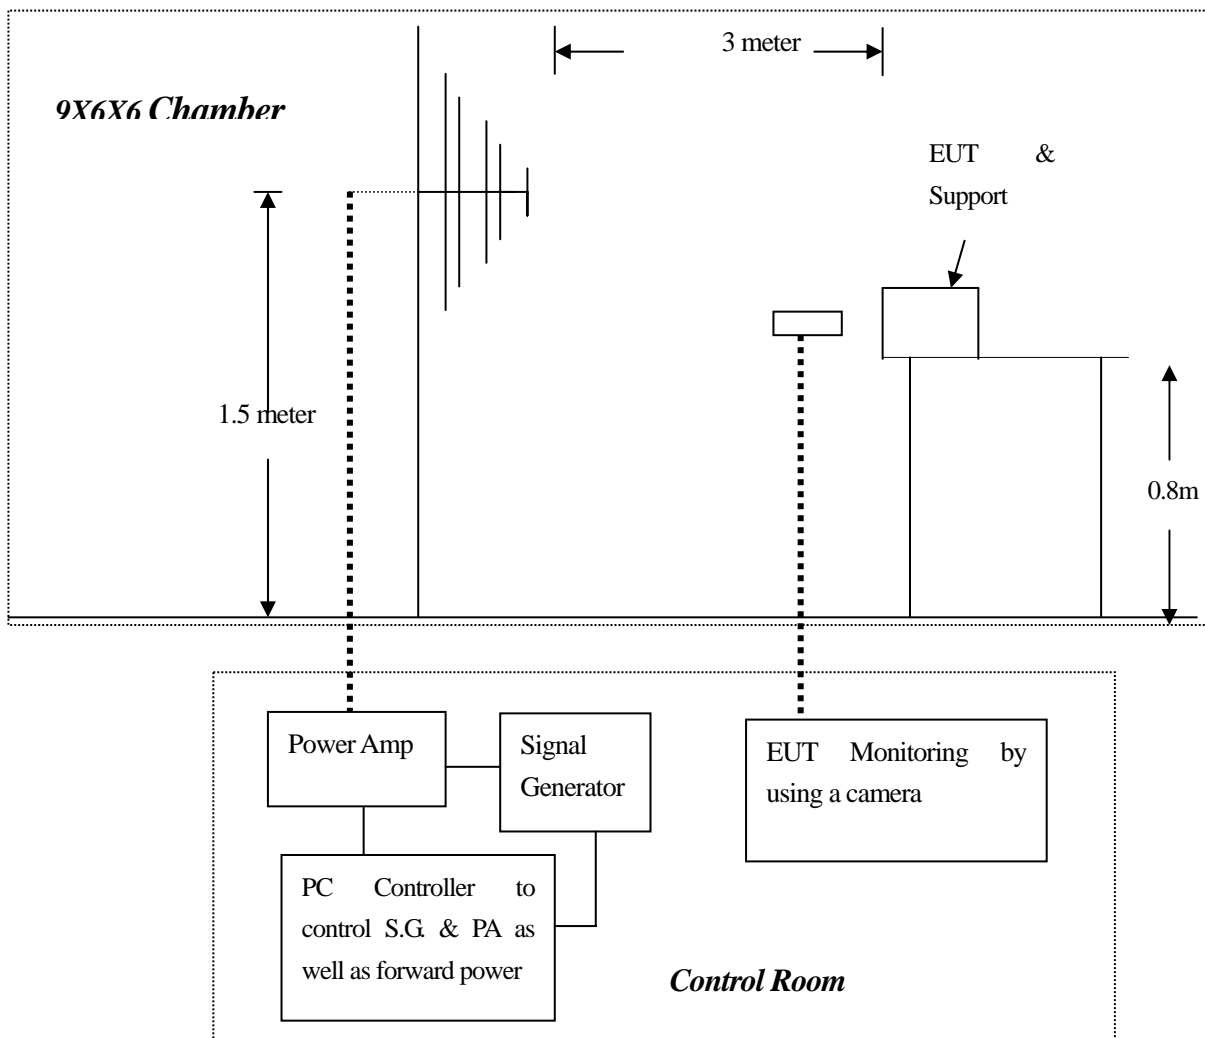 3 meter
9X6X6 Chamber
EUT &
Support
1.5 meter
0.8m
Power Amp
Signal
Generator
EUT Monitoring by
using a camera
PC Controller to
control S.G. & PA as
well as forward power
Control Room